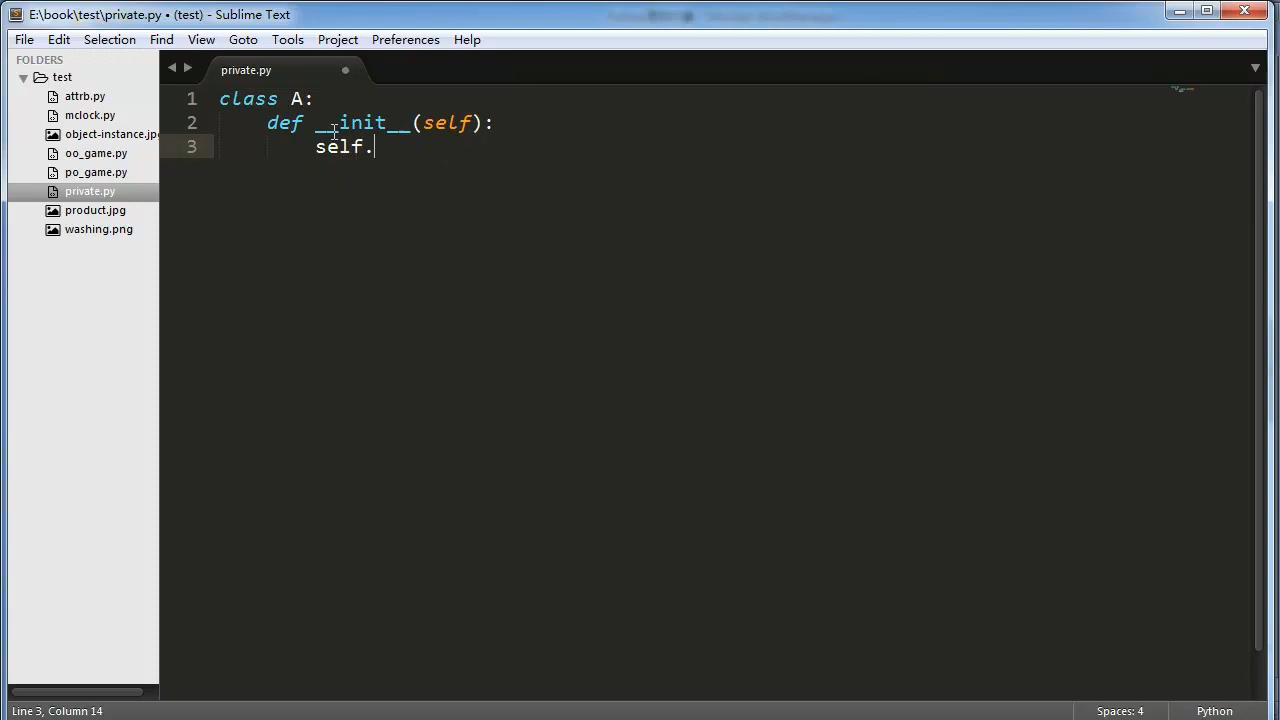 E:\book\test\private.py • (test) - Sublime Text
File Edit Selection Find View Goto Tools Project Preferences Help
FOLDERS
test
attrb.py
mclock.py
object-instance.jpg
oo_game.py
po_game.py
private.py
product.jpg
washing.png
private.py
1 class A:
2 def __init__(self):
3 self.
Line 3, Column 14
Spaces: 4
Python